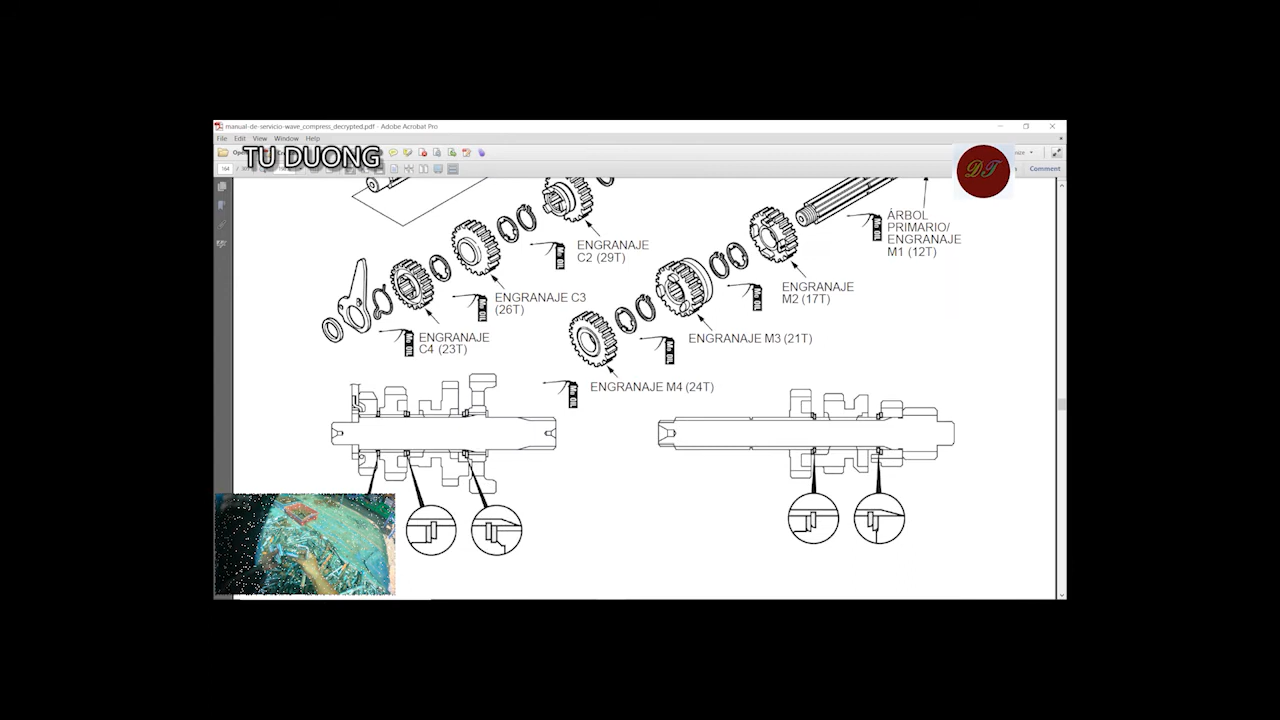 manual-de-servicio-wave_compress_decrypted.pdf - Adobe Acrobat Pro
File Edit View Window Help
TU DUONG
DT
164
Comment
ÁRBOL
PRIMARIO/
ENGRANAJE
M1 (12T)
ENGRANAJE
C2 (29T)
ENGRANAJE
M2 (17T)
ENGRANAJE C3
(26T)
ENGRANAJE M3 (21T)
ENGRANAJE
C4 (23T)
ENGRANAJE M4 (24T)